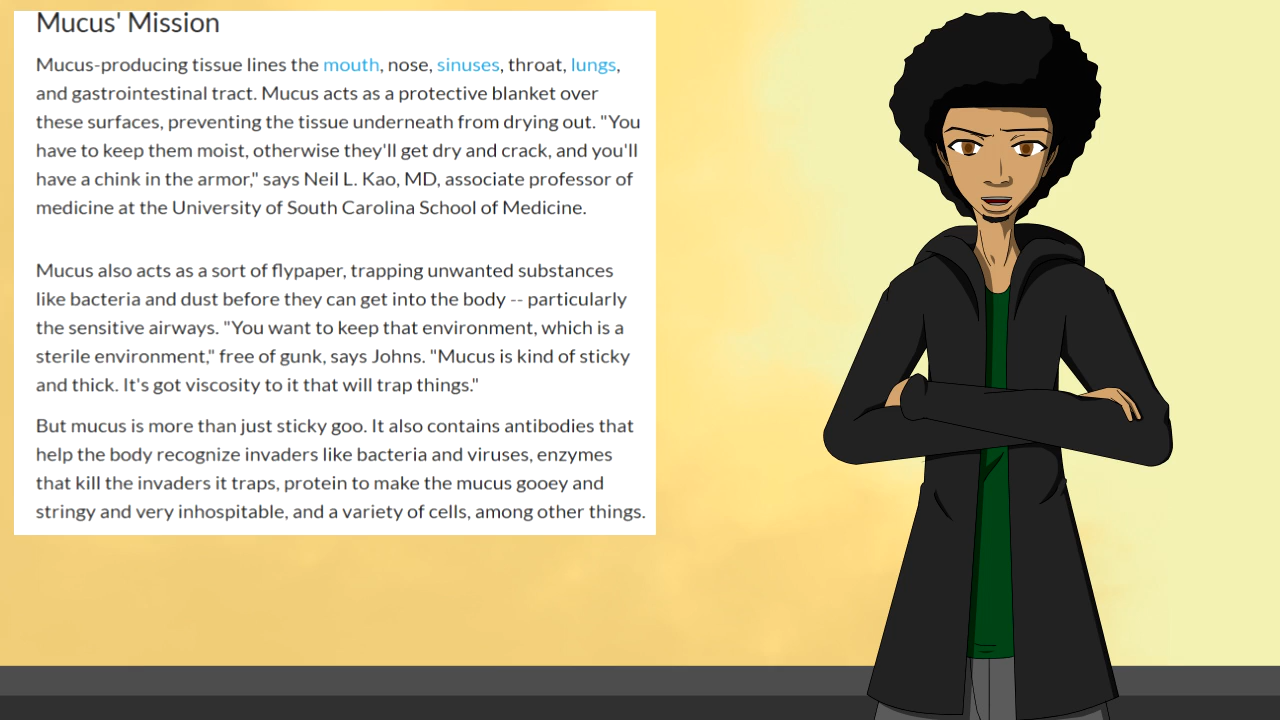 Mucus' Mission
Mucus-producing tissue lines the mouth, nose, sinuses, throat, lungs,
and gastrointestinal tract. Mucus acts as a protective blanket over
these surfaces, preventing the tissue underneath from drying out. "You
have to keep them moist, otherwise they'll get dry and crack, and you'll
have a chink in the armor," says Neil L. Kao, MD, associate professor of
medicine at the University of South Carolina School of Medicine.
Mucus also acts as a sort of flypaper, trapping unwanted substances
like bacteria and dust before they can get into the body -- particularly
the sensitive airways. "You want to keep that environment, which is a
sterile environment," free of gunk, says Johns. "Mucus is kind of sticky
and thick. It's got viscosity to it that will trap things."
But mucus is more than just sticky goo. It also contains antibodies that
help the body recognize invaders like bacteria and viruses, enzymes
that kill the invaders it traps, protein to make the mucus gooey and
stringy and very inhospitable, and a variety of cells, among other things.